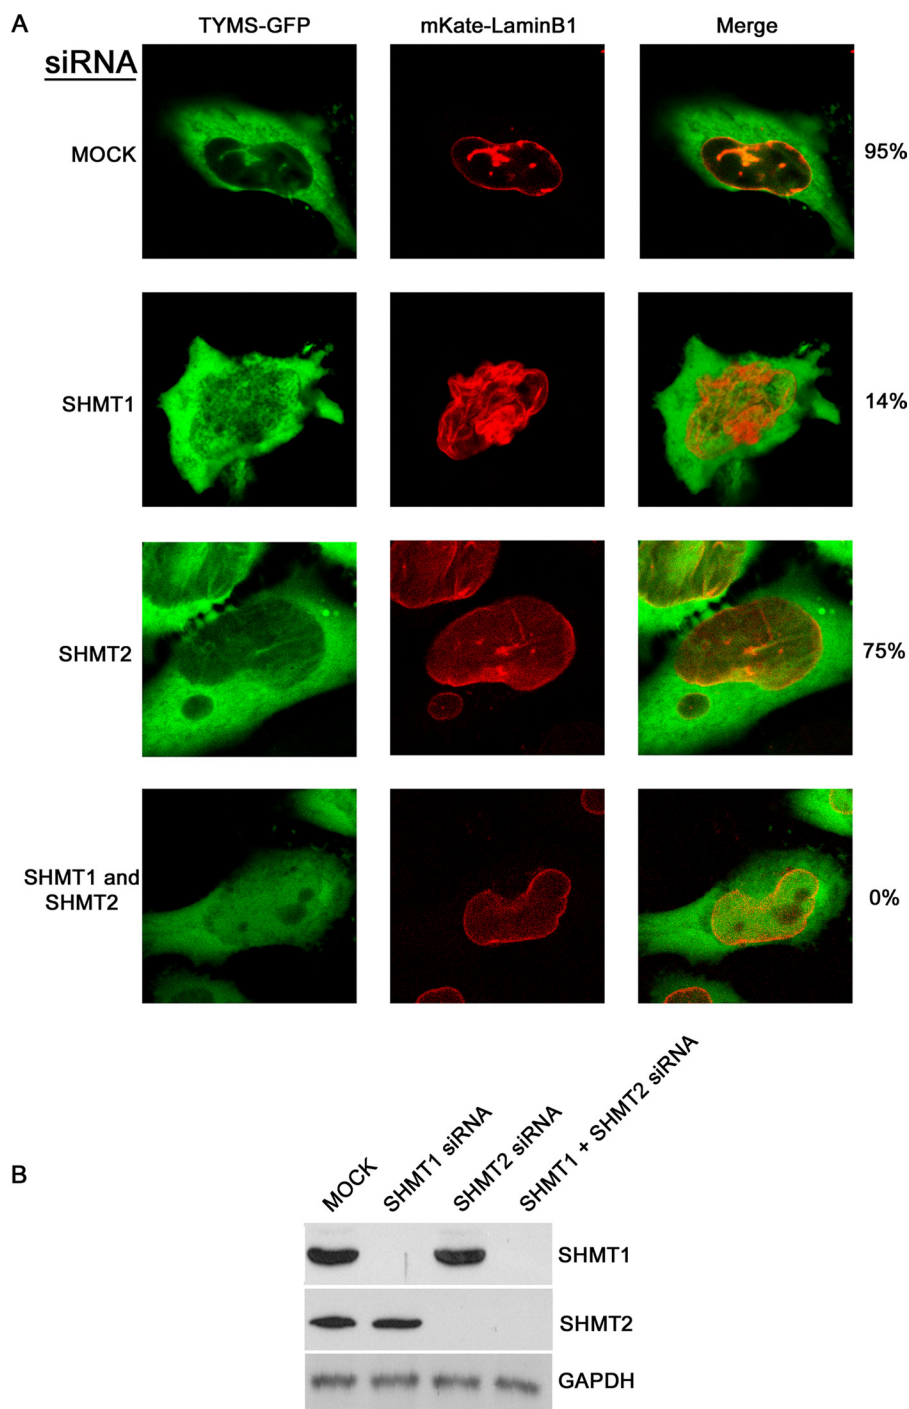 A
TYMS-GFP
mKate-LaminB1
Merge
siRNA
MOCK
95%
SHMT1
14%
SHMT2
75%
SHMT1 and
SHMT2
0%
B
MOCK
SHMT1 siRNA
SHMT2 siRNA
SHMT1 + SHMT2 siRNA
SHMT1
SHMT2
GAPDH